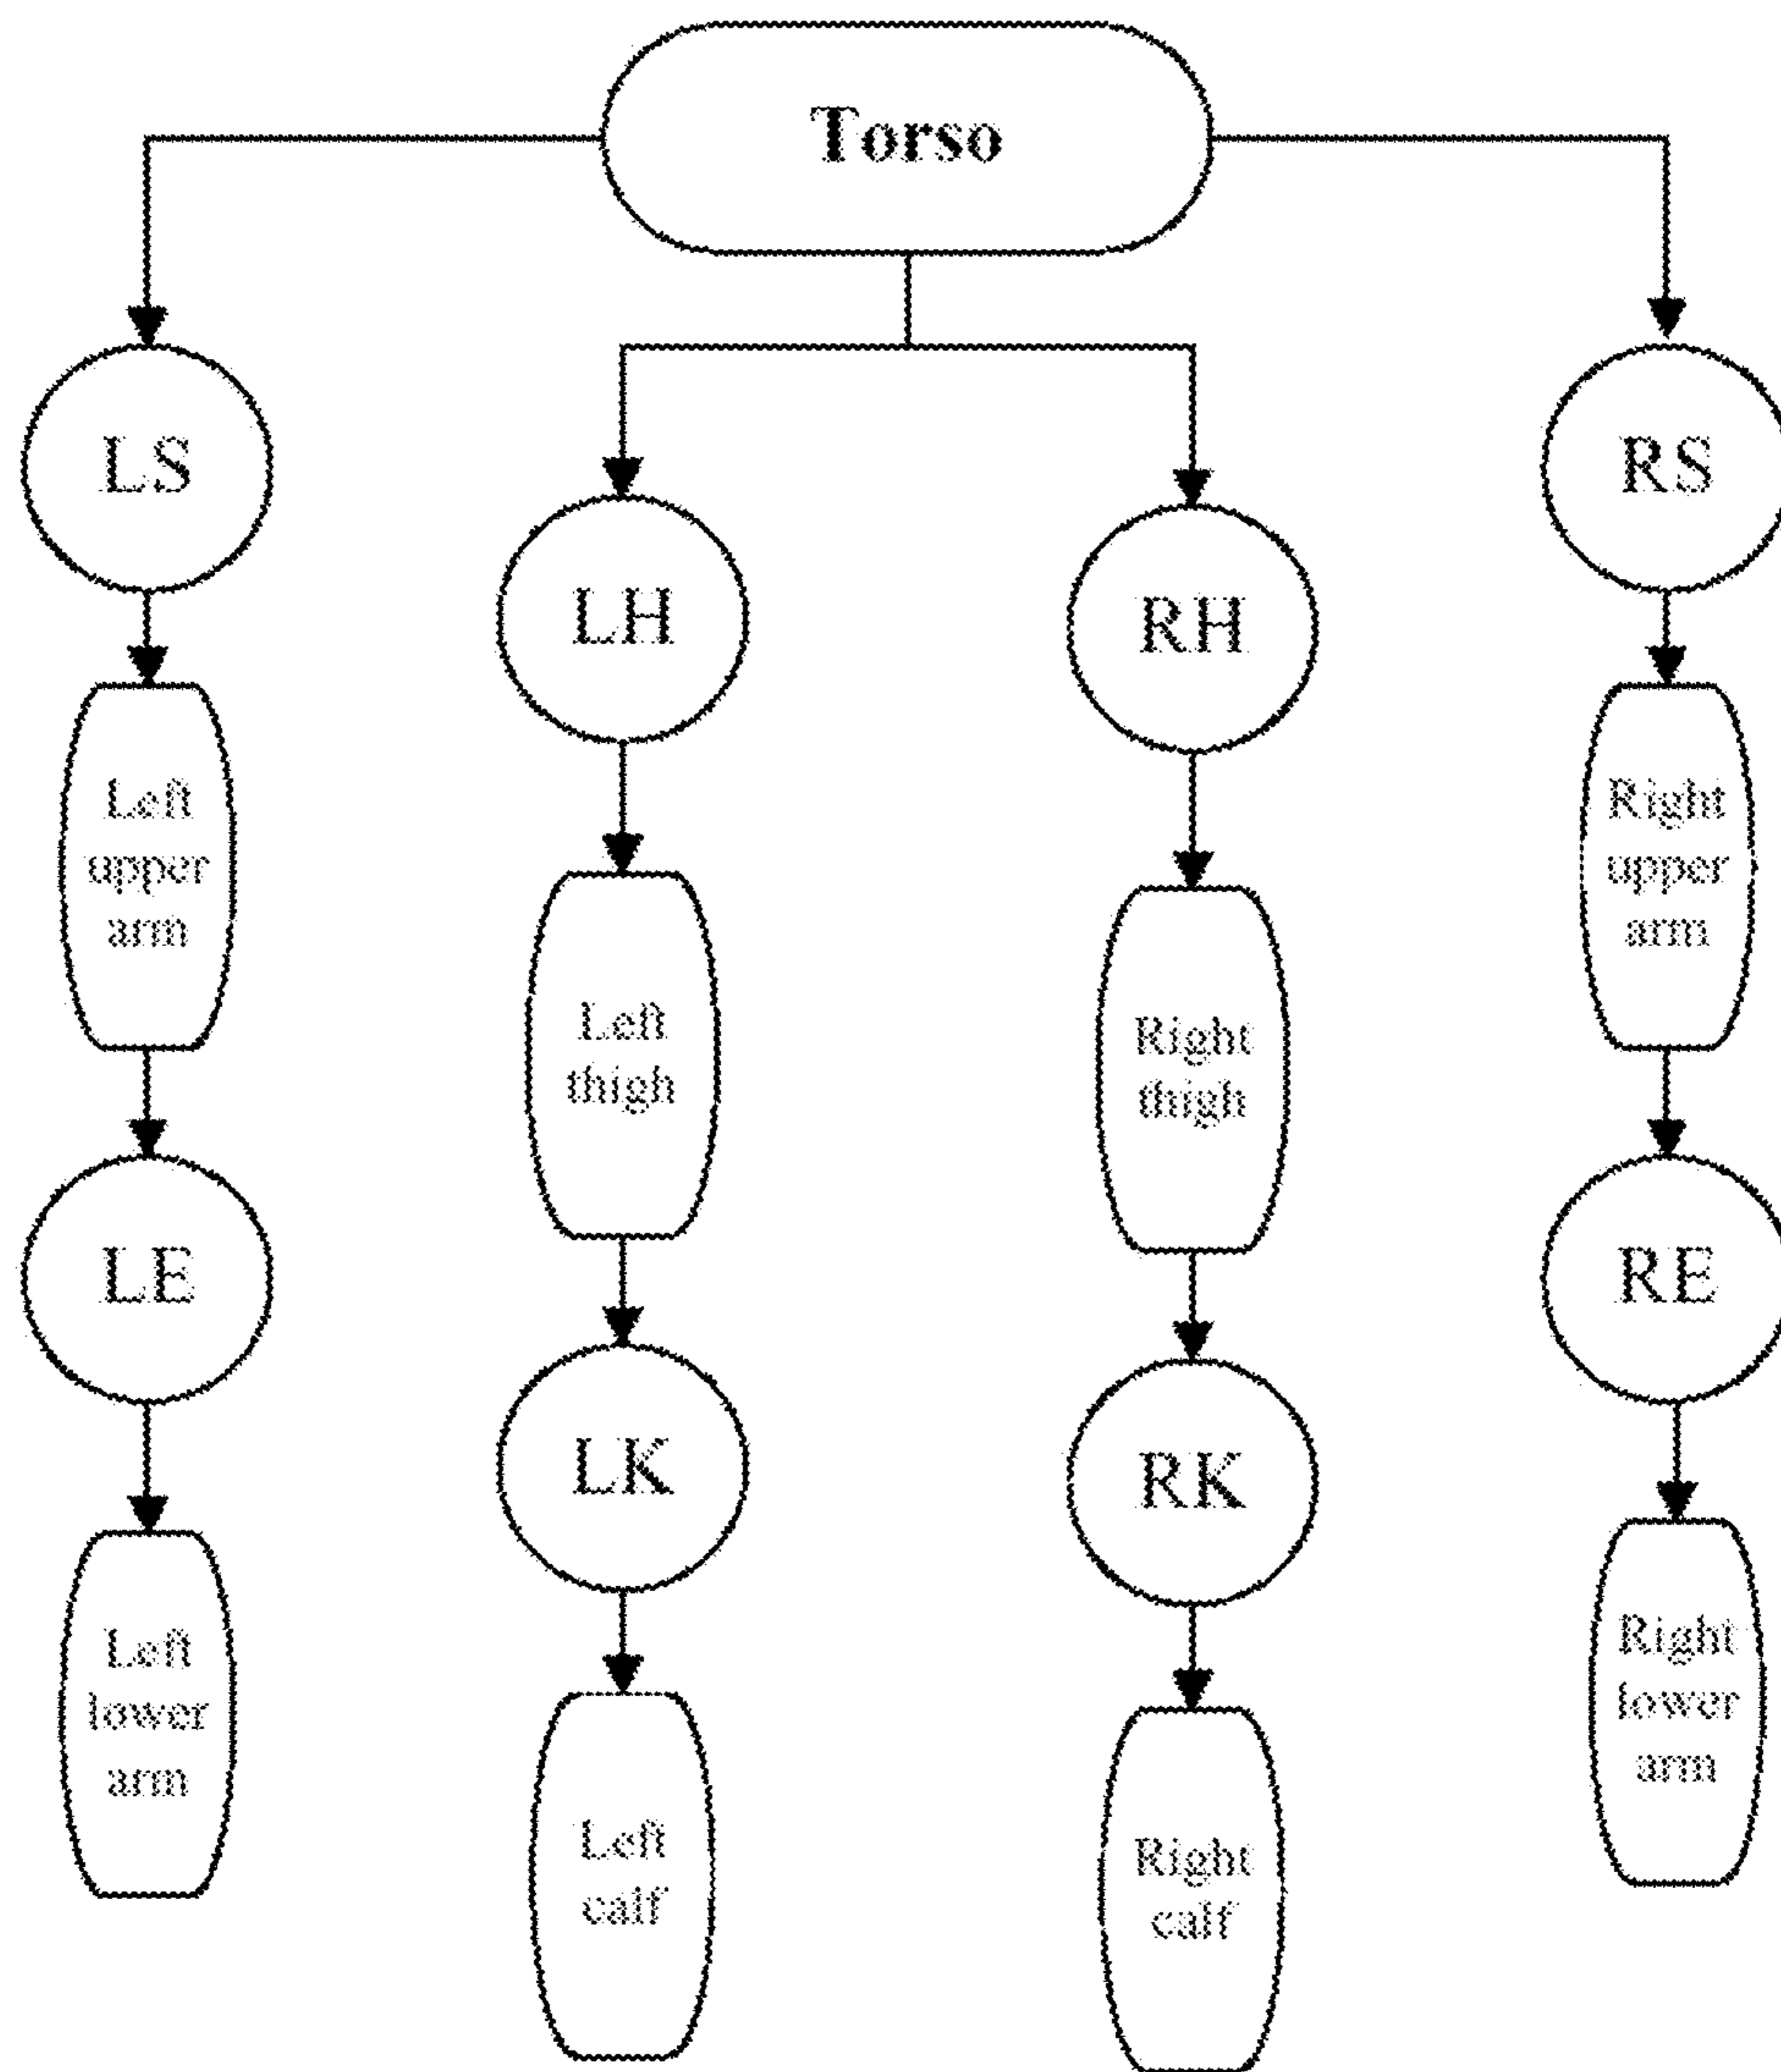 Torso
LS
RS
LH
RH
Left
upper
arm
Right
upper
arm
Left
thigh
Right
thigh
LE
RE
LK
RK
Left
lower
arm
Right
lower
arm
Left
calf
Right
calf